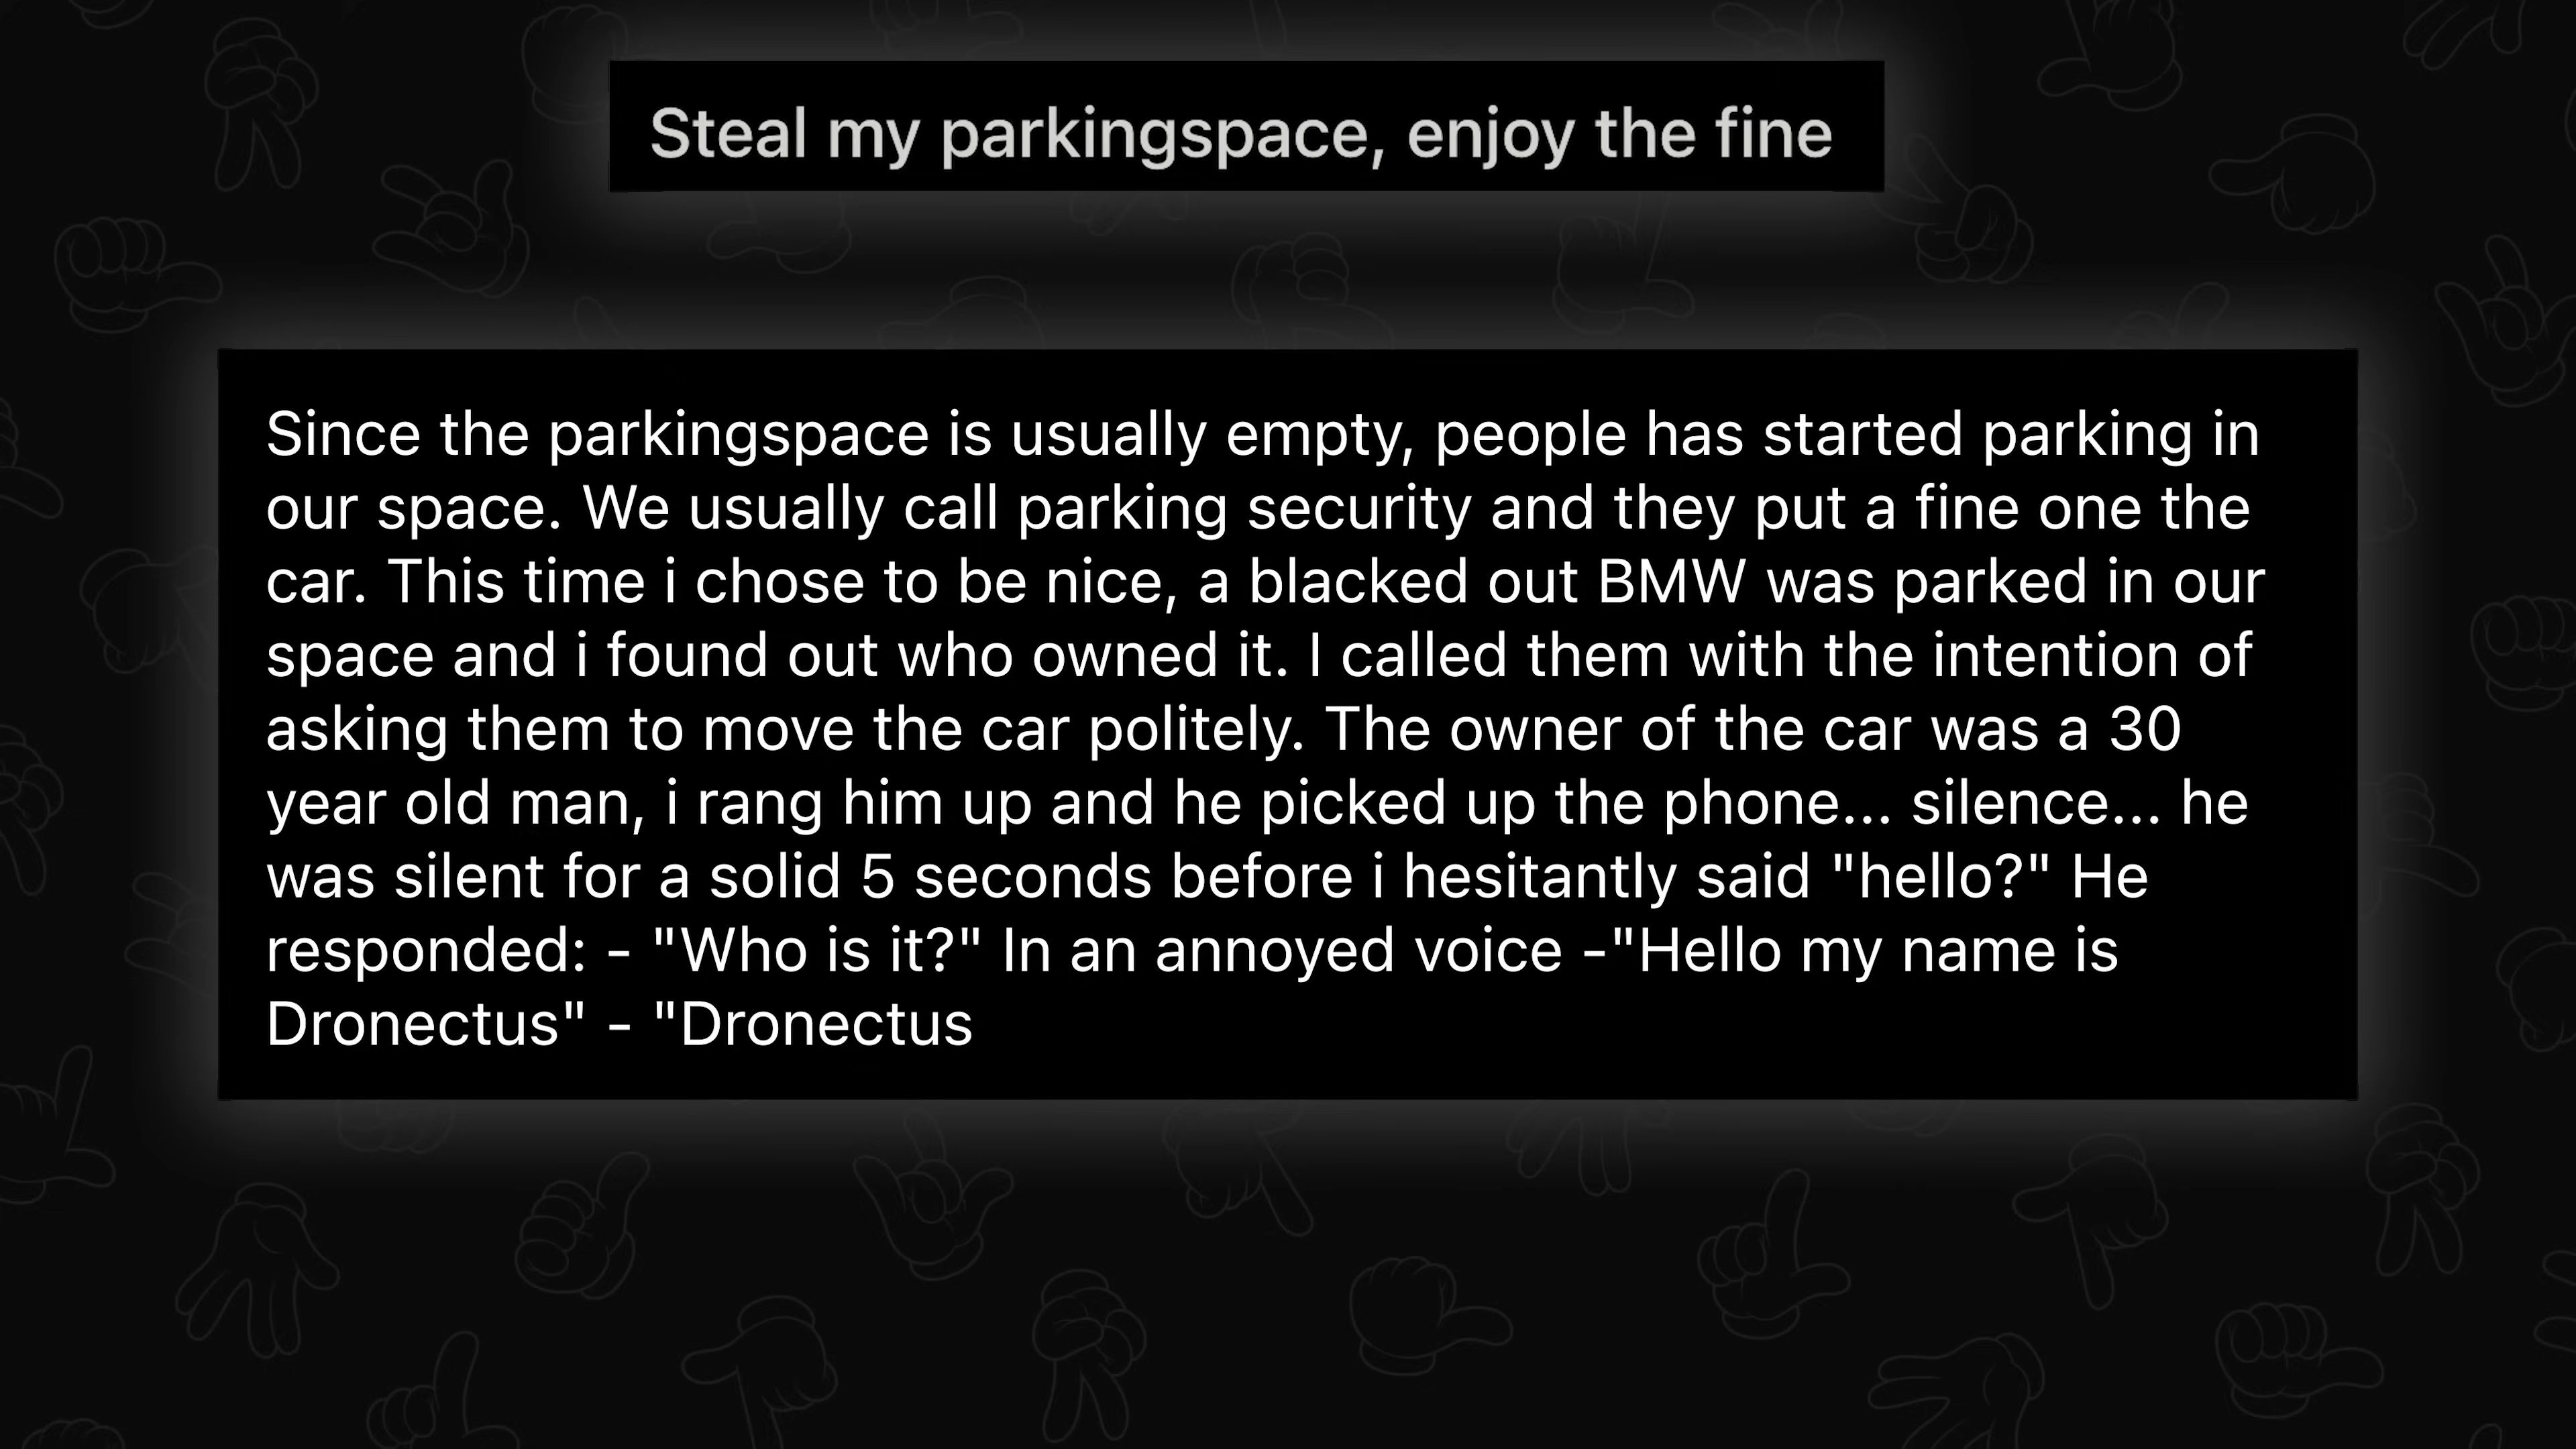 Steal my parkingspace, enjoy the fine
Since the parkingspace is usually empty, people has started parking in
our space. We usually call parking security and they put a fine one the
car. This time i chose to be nice, a blacked out BMW was parked in our
space and i found out who owned it. I called them with the intention of
asking them to move the car politely. The owner of the car was a 30
year old man, i rang him up and he picked up the phone... silence... he
was silent for a solid 5 seconds before i hesitantly said "hello?" He
responded: - "Who is it?" In an annoyed voice -"Hello my name is
Dronectus" - "Dronectus